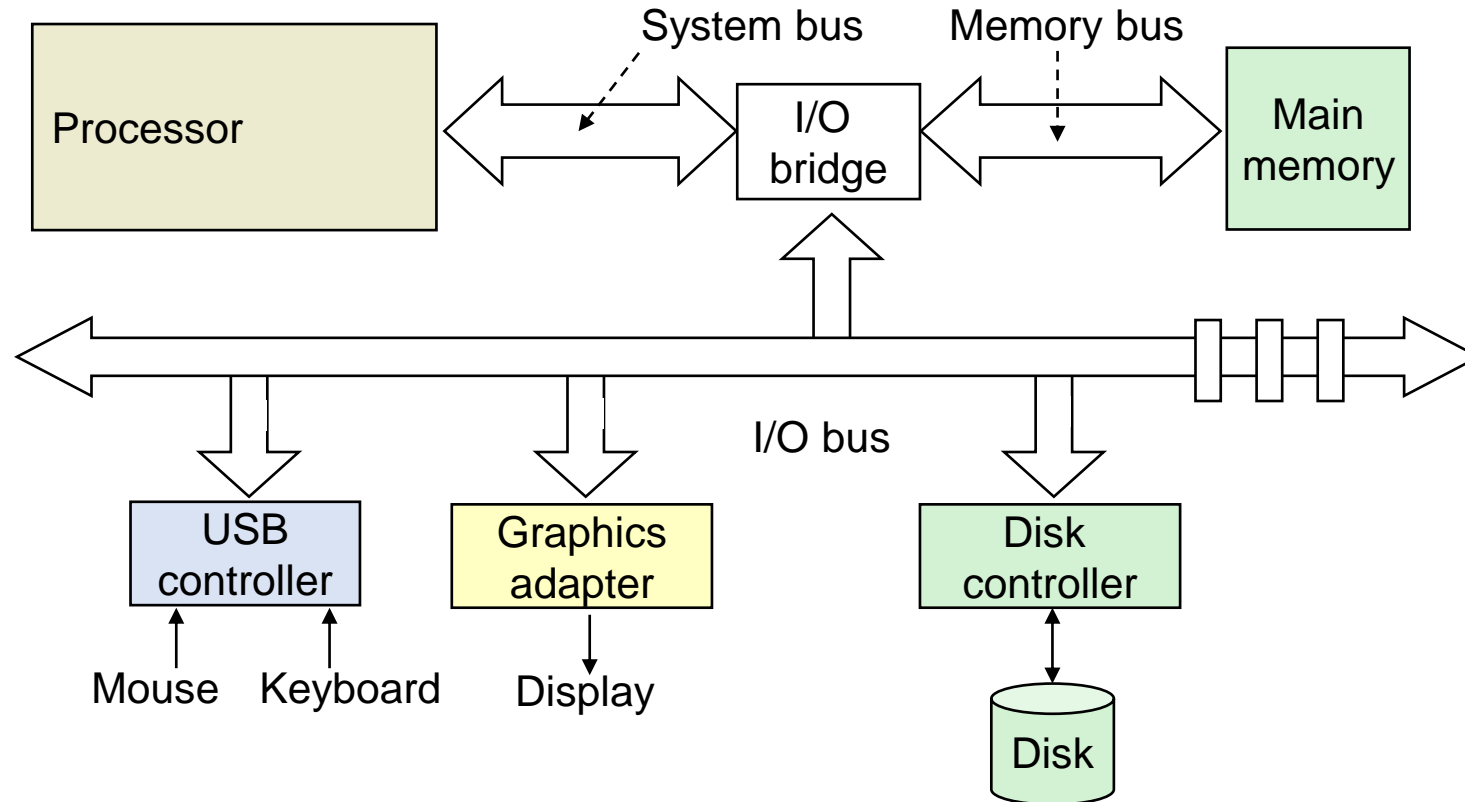 System bus
Memory bus
Processor
I/O
bridge
Main
memory
I/O bus
USB
controller
Graphics
adapter
Disk
controller
Mouse
Keyboard
Display
Disk